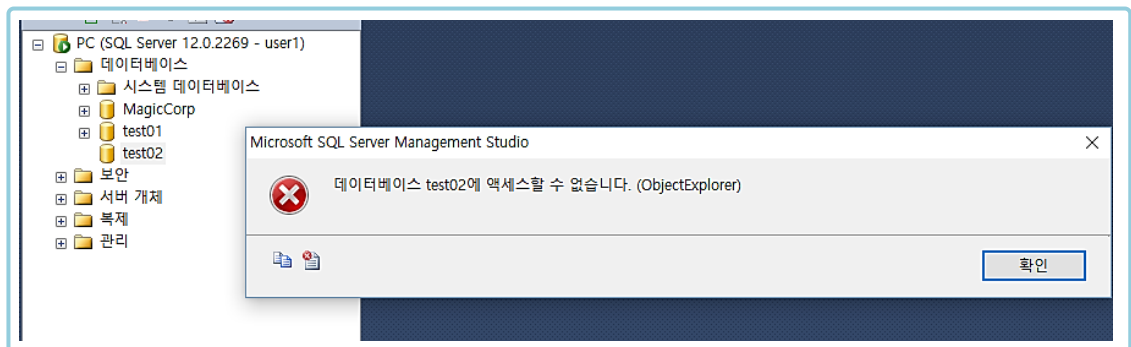 PC (SQL Server 12.0.2269 - user1)
데이터베이스
시스템 데이터베이스
MagicCorp
test01
test02
보안
서버 개체
복제
관리
Microsoft SQL Server Management Studio
데이터베이스 test02에 액세스할 수 없습니다. (ObjectExplorer)
확인